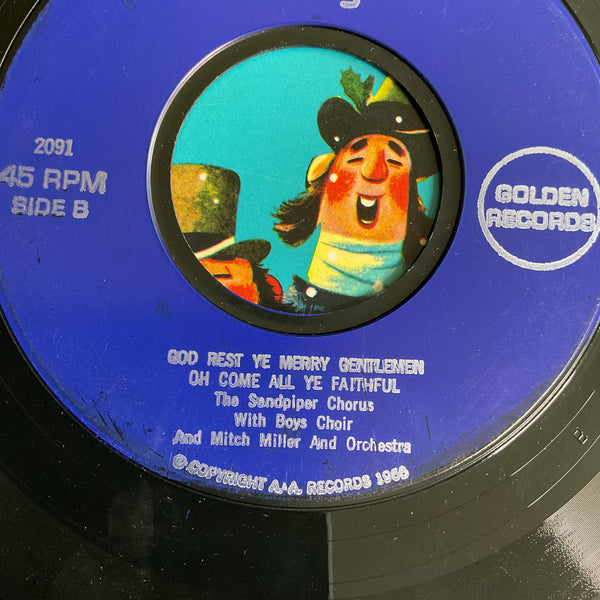 2091
45 RPM
SIDE B
GOLDEN
RECORDS
GOD REST YE MERRY GENTLEMEN
OH COME ALL YE FAITHFUL
The Sandpiper Chorus
With Boys Choir
And Mitch Miller And Orchestra
© COPYRIGHT A.A. RECORDS 1968
B